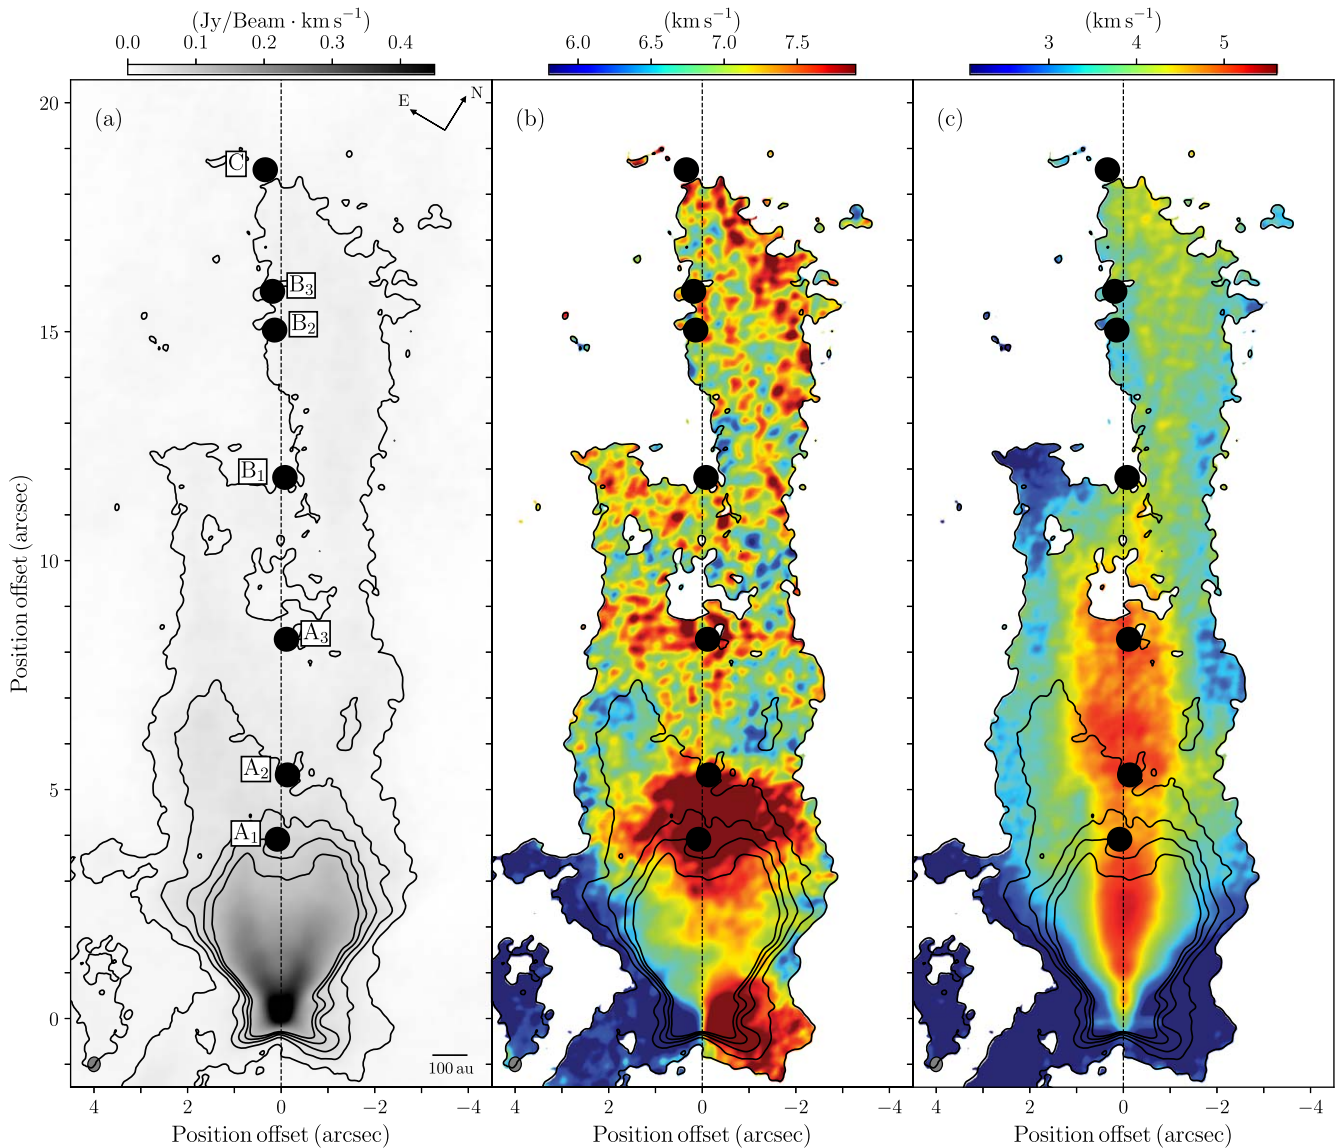 (Jy/Beam · km s⁻¹)
0.0 0.1 0.2 0.3 0.4
(km s⁻¹)
6.0 6.5 7.0 7.5
(km s⁻¹)
3 4 5
(a)
E
N
(b)
(c)
20
15
10
5
0
Position offset (arcsec)
C
B₃
B₂
B₁
A₃
A₂
A₁
100 au
4 2 0 −2 −4
4 2 0 −2
4 2 0 −2 −4
Position offset (arcsec)
Position offset (arcsec)
Position offset (arcsec)